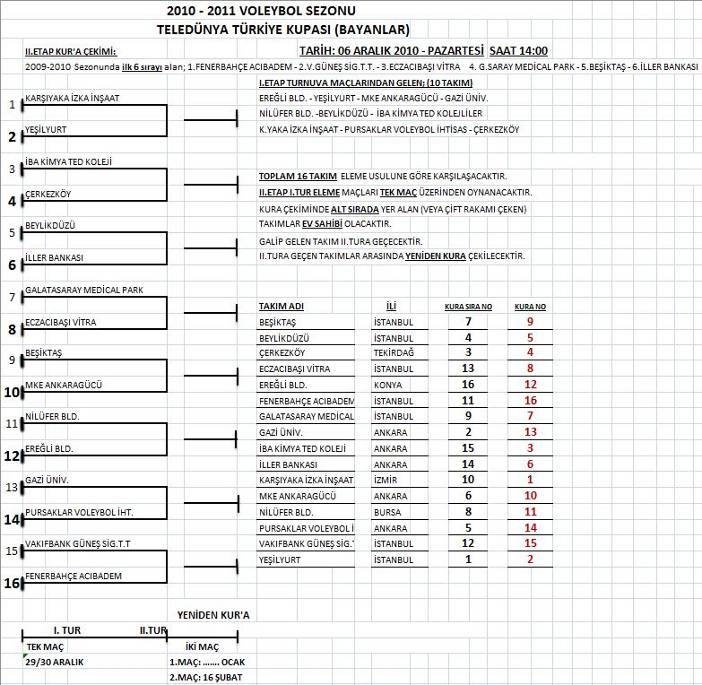 2010 - 2011 VOLEYBOL SEZONU
TELEDÜNYA TÜRKİYE KUPASI (BAYANLAR)
II.ETAP KUR'A ÇEKİMİ: TARİH: 06 ARALIK 2010 - PAZARTESİ SAAT 14:00
2009-2010 Sezonunda ilk 6 sırayı alan; 1.FENERBAHÇE ACIBADEM - 2.V.GÜNEŞ SİG.T.T. - 3.ECZACIBAŞI VİTRA 4. G.SARAY MEDICAL PARK - 5.BEŞİKTAŞ - 6.İLLER BANKASI
I.ETAP TURNUVA MAÇLARINDAN GELEN; (10 TAKIM)
EREĞLİ BLD. - YEŞİLYURT - MKE ANKARAGÜCÜ - GAZİ ÜNİV.
NİLÜFER BLD. -BEYLİKDÜZÜ - İBA KİMYA TED KOLEJLİLER
K.YAKA İZKA İNŞAAT - PURSAKLAR VOLEYBOL İHTİSAS - ÇERKEZKÖY
TOPLAM 16 TAKIM ELEME USULUNE GÖRE KARŞILAŞACAKTIR.
II.ETAP I.TUR ELEME MAÇLARI TEK MAÇ ÜZERİNDEN OYNANACAKTIR.
KURA ÇEKİMİNDE ALT SIRADA YER ALAN (VEYA ÇİFT RAKAMI ÇEKEN)
TAKIMLAR EV SAHİBİ OLACAKTIR.
GALİP GELEN TAKIM II.TURA GEÇECEKTİR.
II.TURA GEÇEN TAKIMLAR ARASINDA YENİDEN KURA ÇEKİLECEKTİR.
1 KARŞIYAKA İZKA İNŞAAT
2 YEŞİLYURT
3 İBA KİMYA TED KOLEJİ
4 ÇERKEZKÖY
5 BEYLİKDÜZÜ
6 İLLER BANKASI
7 GALATASARAY MEDICAL PARK
8 ECZACIBAŞI VİTRA
9 BEŞİKTAŞ
10 MKE ANKARAGÜCÜ
11 NİLÜFER BLD.
12 EREĞLİ BLD.
13 GAZİ ÜNİV.
14 PURSAKLAR VOLEYBOL İHT.
15 VAKIFBANK GÜNEŞ SİG.T.T
16 FENERBAHÇE ACIBADEM
TAKIM ADI İLİ KURA SIRA NO KURA NO
BEŞİKTAŞ İSTANBUL 7 9
BEYLİKDÜZÜ İSTANBUL 4 5
ÇERKEZKÖY TEKİRDAĞ 3 4
ECZACIBAŞI VİTRA İSTANBUL 13 8
EREĞLİ BLD. KONYA 16 12
FENERBAHÇE ACIBADEM İSTANBUL 11 16
GALATASARAY MEDICAL İSTANBUL 9 7
GAZİ ÜNİV. ANKARA 2 13
İBA KİMYA TED KOLEJİ ANKARA 15 3
İLLER BANKASI ANKARA 14 6
KARŞIYAKA İZKA İNŞAAT İZMİR 10 1
MKE ANKARAGÜCÜ ANKARA 6 10
NİLÜFER BLD. BURSA 8 11
PURSAKLAR VOLEYBOL İ ANKARA 5 14
VAKIFBANK GÜNEŞ SİG.T İSTANBUL 12 15
YEŞİLYURT İSTANBUL 1 2
YENİDEN KUR'A
I. TUR II.TUR
TEK MAÇ İKİ MAÇ
29/30 ARALIK 1.MAÇ: ....... OCAK
2.MAÇ: 16 ŞUBAT